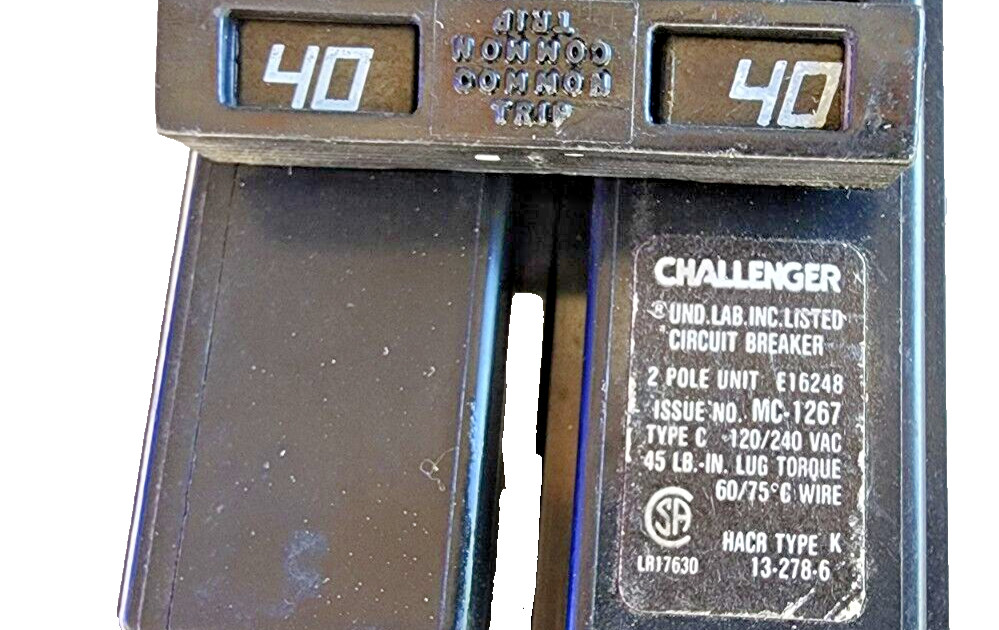 40
TRIP
COMMON
COMMON
TRIP
40
CHALLENGER
® UND. LAB. INC. LISTED
CIRCUIT BREAKER
2 POLE UNIT E16248
ISSUE NO. MC-1267
TYPE C 120/240 VAC
45 LB.-IN. LUG TORQUE
60/75°C WIRE
SA
HACR TYPE K
LR17630
13-278-6